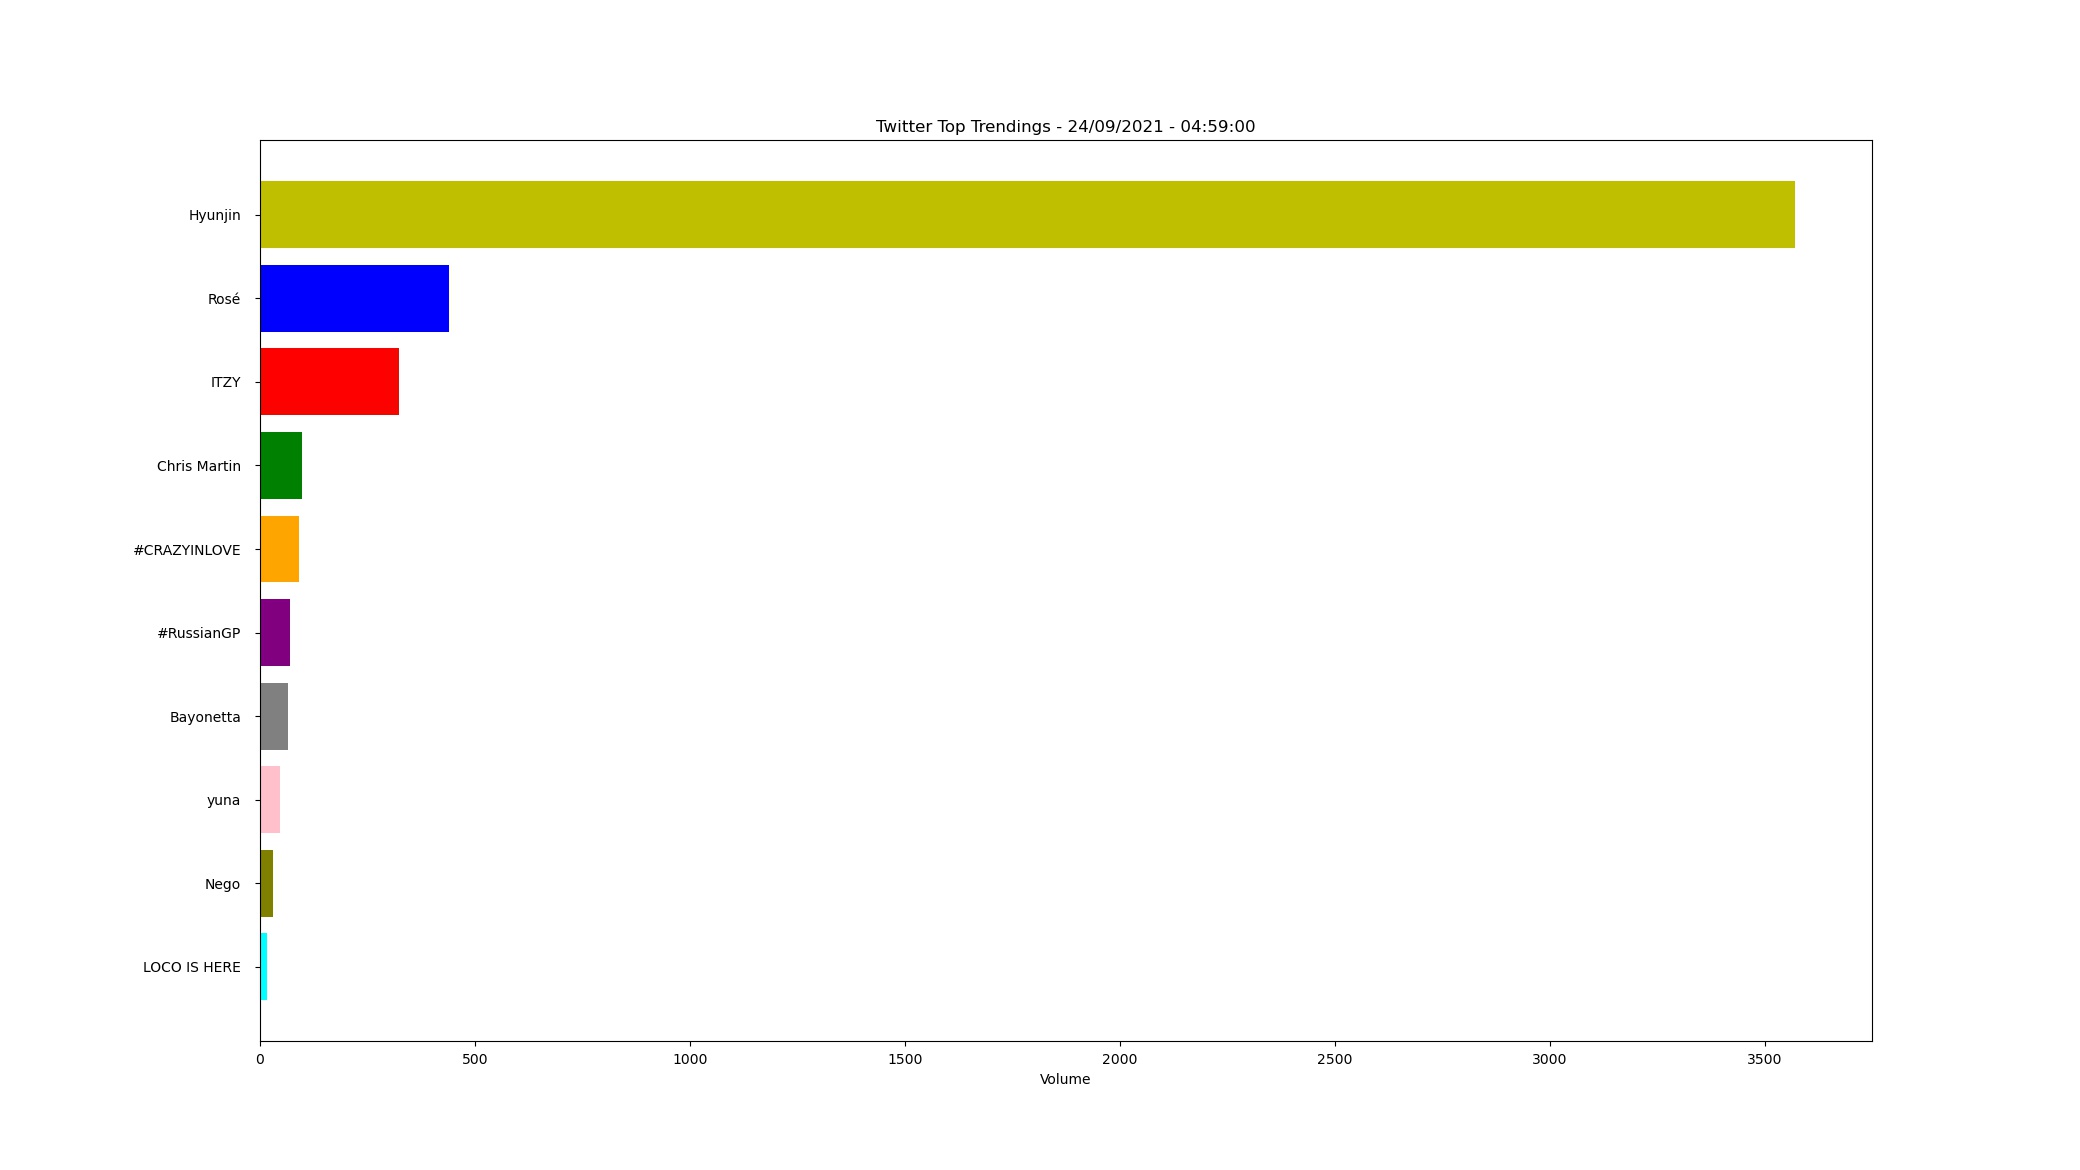 Twitter Top Trendings - 24/09/2021 - 04:59:00
Hyunjin
Rosé
ITZY
Chris Martin
#CRAZYINLOVE
#RussianGP
Bayonetta
yuna
Nego
LOCO IS HERE
0 500 1000 1500 2000 2500 3000 3500
Volume